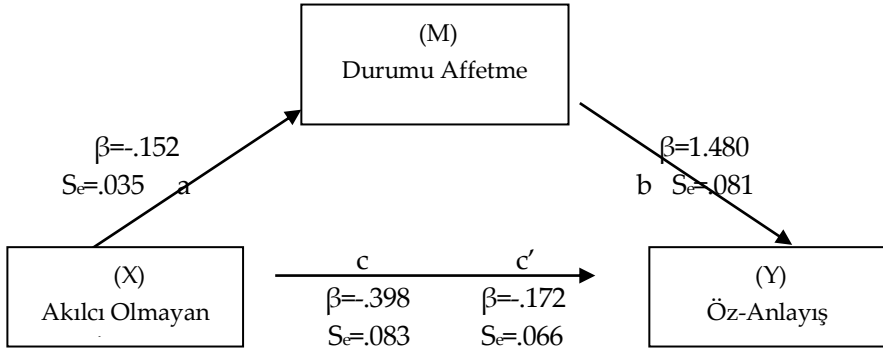 (M)
Durumu Affetme
β=-.152
Se=.035 a
β=1.480
b Se=.081
(X)
Akılcı Olmayan
c c′
β=-.398 β=-.172
Se=.083 Se=.066
(Y)
Öz-Anlayış